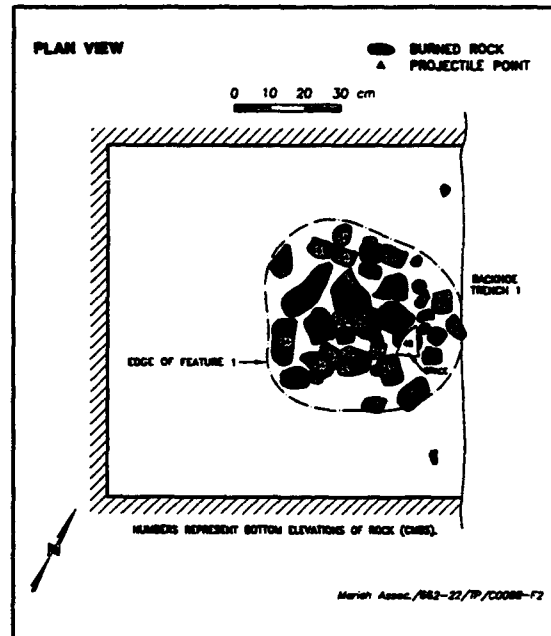 PLAN VIEW
BURNED ROCK
PROJECTILE POINT
0 10 20 30 cm
BACKHOE
TRENCH 1
EDGE OF FEATURE 1
NUMBERS REPRESENT BOTTOM ELEVATIONS OF ROCK (CMBS).
N
Mariah Assoc./662-22/TP/C0088-F2